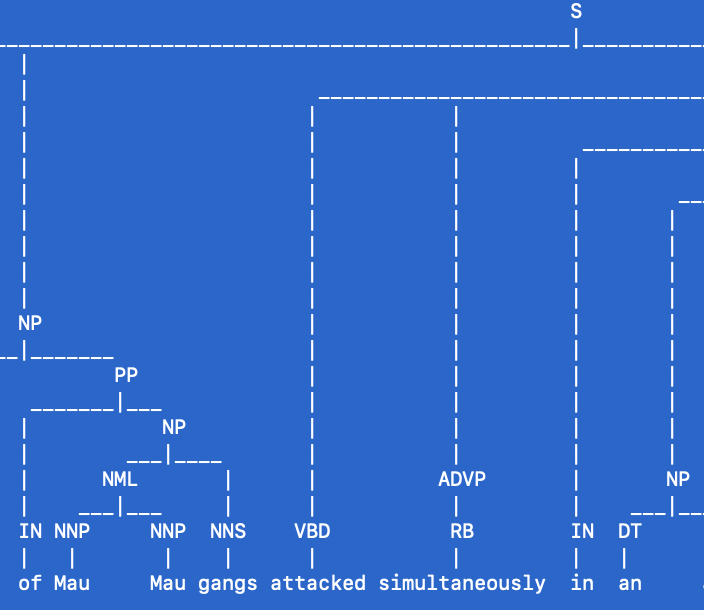 S
NP
PP
NP
NML ADVP NP
IN NNP NNP NNS VBD RB IN DT
of Mau Mau gangs attacked simultaneously in an